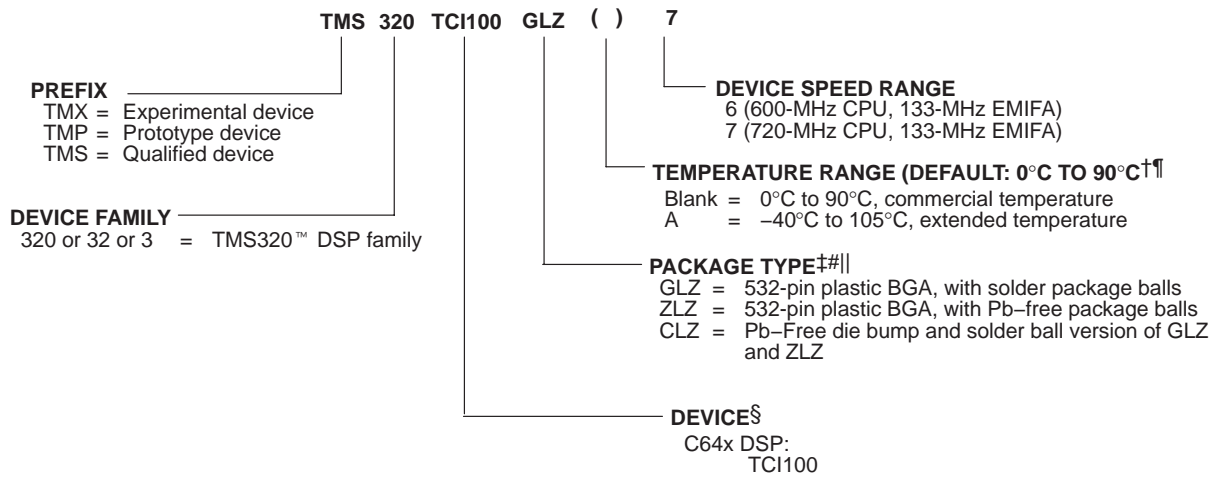 TMS 320 TCI100 GLZ ( ) 7
PREFIX
TMX = Experimental device
TMP = Prototype device
TMS = Qualified device
DEVICE SPEED RANGE
6 (600-MHz CPU, 133-MHz EMIFA)
7 (720-MHz CPU, 133-MHz EMIFA)
TEMPERATURE RANGE (DEFAULT: 0°C TO 90°C†¶
Blank = 0°C to 90°C, commercial temperature
A = −40°C to 105°C, extended temperature
DEVICE FAMILY
320 or 32 or 3 = TMS320™ DSP family
PACKAGE TYPE‡#||
GLZ = 532-pin plastic BGA, with solder package balls
ZLZ = 532-pin plastic BGA, with Pb−free package balls
CLZ = Pb−Free die bump and solder ball version of GLZ
and ZLZ
DEVICE§
C64x DSP:
TCI100